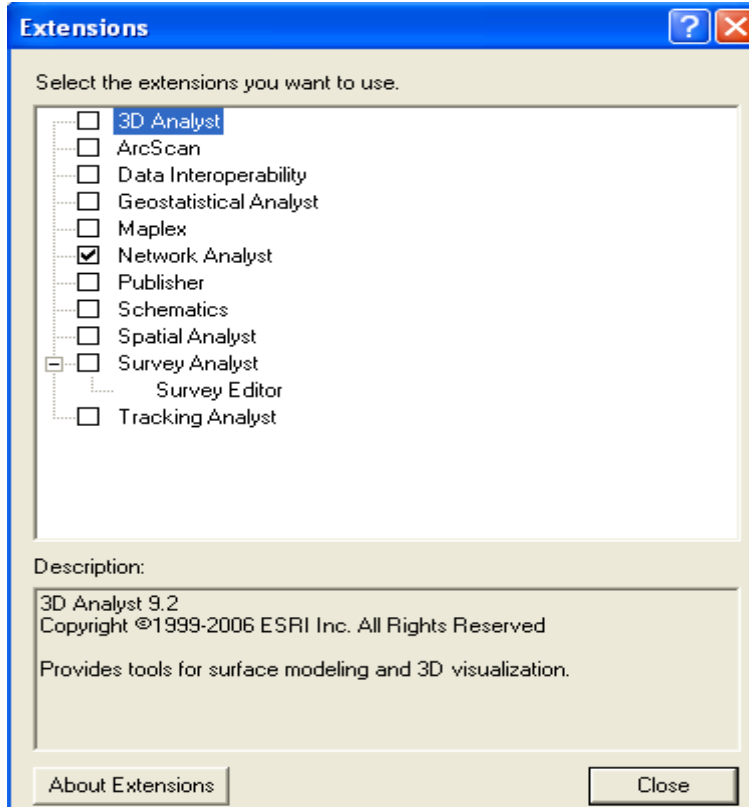 Extensions
Select the extensions you want to use.
3D Analyst
ArcScan
Data Interoperability
Geostatistical Analyst
Maplex
Network Analyst
Publisher
Schematics
Spatial Analyst
Survey Analyst
Survey Editor
Tracking Analyst
Description:
3D Analyst 9.2
Copyright ©1999-2006 ESRI Inc. All Rights Reserved
Provides tools for surface modeling and 3D visualization.
About Extensions Close